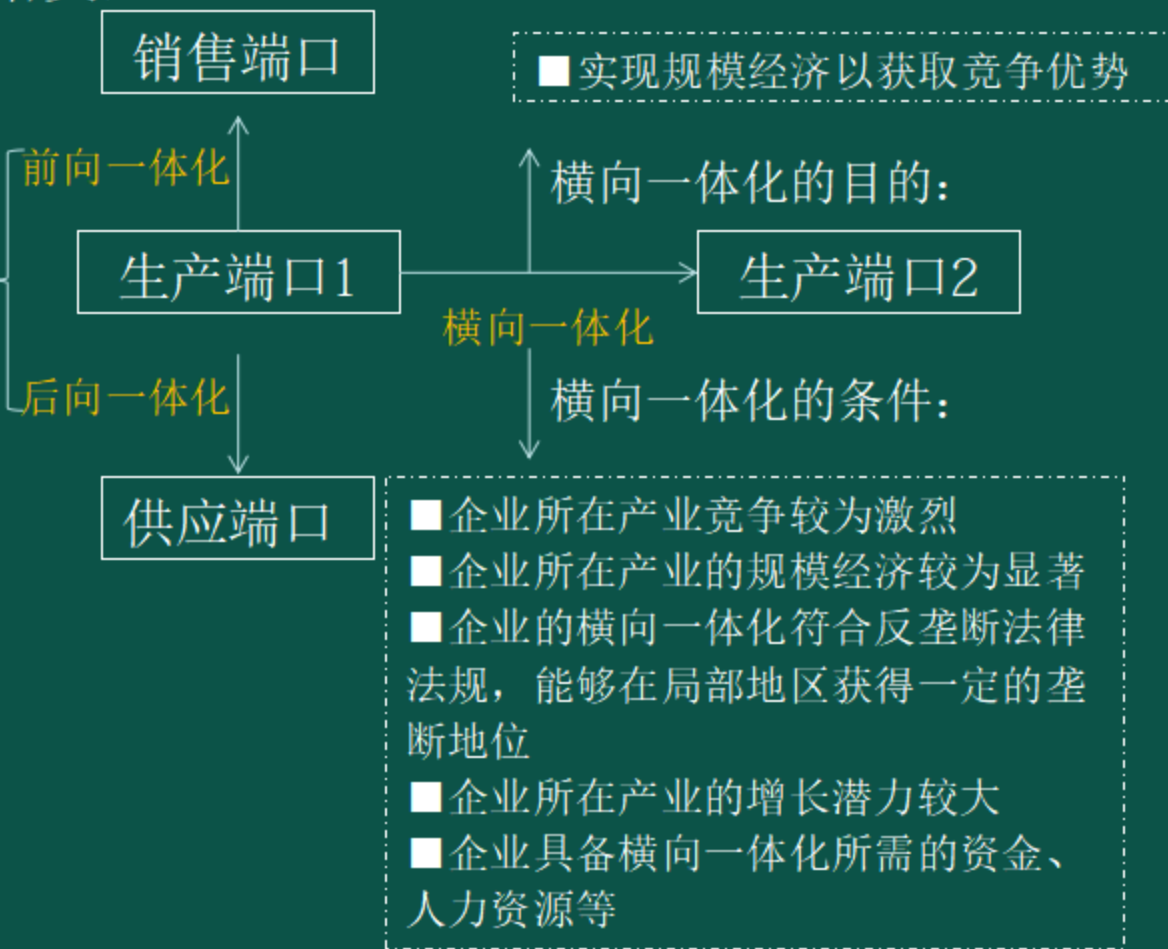 销售端口
■实现规模经济以获取竞争优势
前向一体化
横向一体化的目的：
生产端口1
生产端口2
横向一体化
后向一体化
横向一体化的条件：
供应端口
■企业所在产业竞争较为激烈
■企业所在产业的规模经济较为显著
■企业的横向一体化符合反垄断法律
法规，能够在局部地区获得一定的垄
断地位
■企业所在产业的增长潜力较大
■企业具备横向一体化所需的资金、
人力资源等